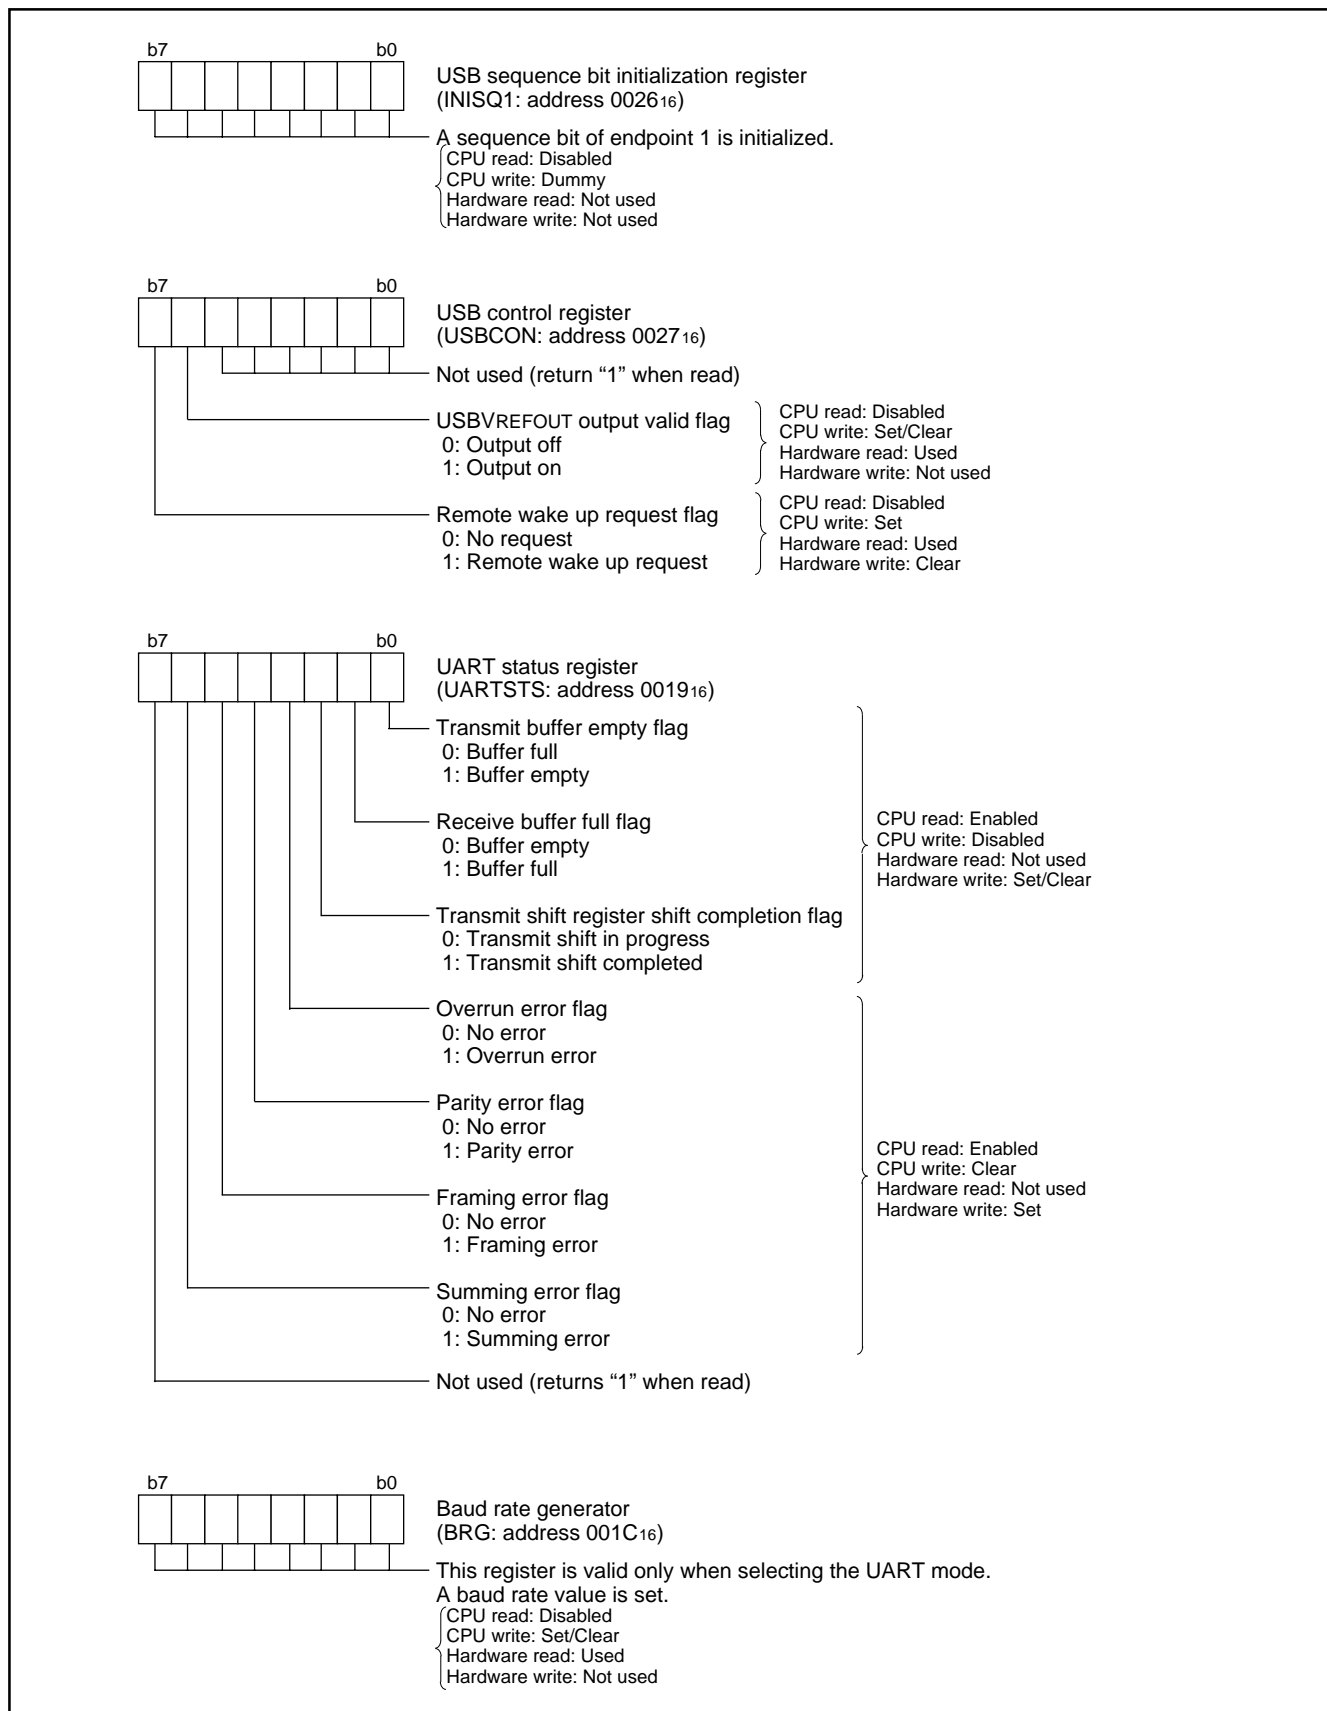 b7 b0
USB sequence bit initialization register
(INISQ1: address 0026₁₆)
A sequence bit of endpoint 1 is initialized.
CPU read: Disabled
CPU write: Dummy
Hardware read: Not used
Hardware write: Not used
b7 b0
USB control register
(USBCON: address 0027₁₆)
Not used (return “1” when read)
USBVREFOUT output valid flag
0: Output off
1: Output on
CPU read: Disabled
CPU write: Set/Clear
Hardware read: Used
Hardware write: Not used
Remote wake up request flag
0: No request
1: Remote wake up request
CPU read: Disabled
CPU write: Set
Hardware read: Used
Hardware write: Clear
b7 b0
UART status register
(UARTSTS: address 0019₁₆)
Transmit buffer empty flag
0: Buffer full
1: Buffer empty
Receive buffer full flag
0: Buffer empty
1: Buffer full
Transmit shift register shift completion flag
0: Transmit shift in progress
1: Transmit shift completed
CPU read: Enabled
CPU write: Disabled
Hardware read: Not used
Hardware write: Set/Clear
Overrun error flag
0: No error
1: Overrun error
Parity error flag
0: No error
1: Parity error
Framing error flag
0: No error
1: Framing error
Summing error flag
0: No error
1: Summing error
CPU read: Enabled
CPU write: Clear
Hardware read: Not used
Hardware write: Set
Not used (returns “1” when read)
b7 b0
Baud rate generator
(BRG: address 001C₁₆)
This register is valid only when selecting the UART mode.
A baud rate value is set.
CPU read: Disabled
CPU write: Set/Clear
Hardware read: Used
Hardware write: Not used